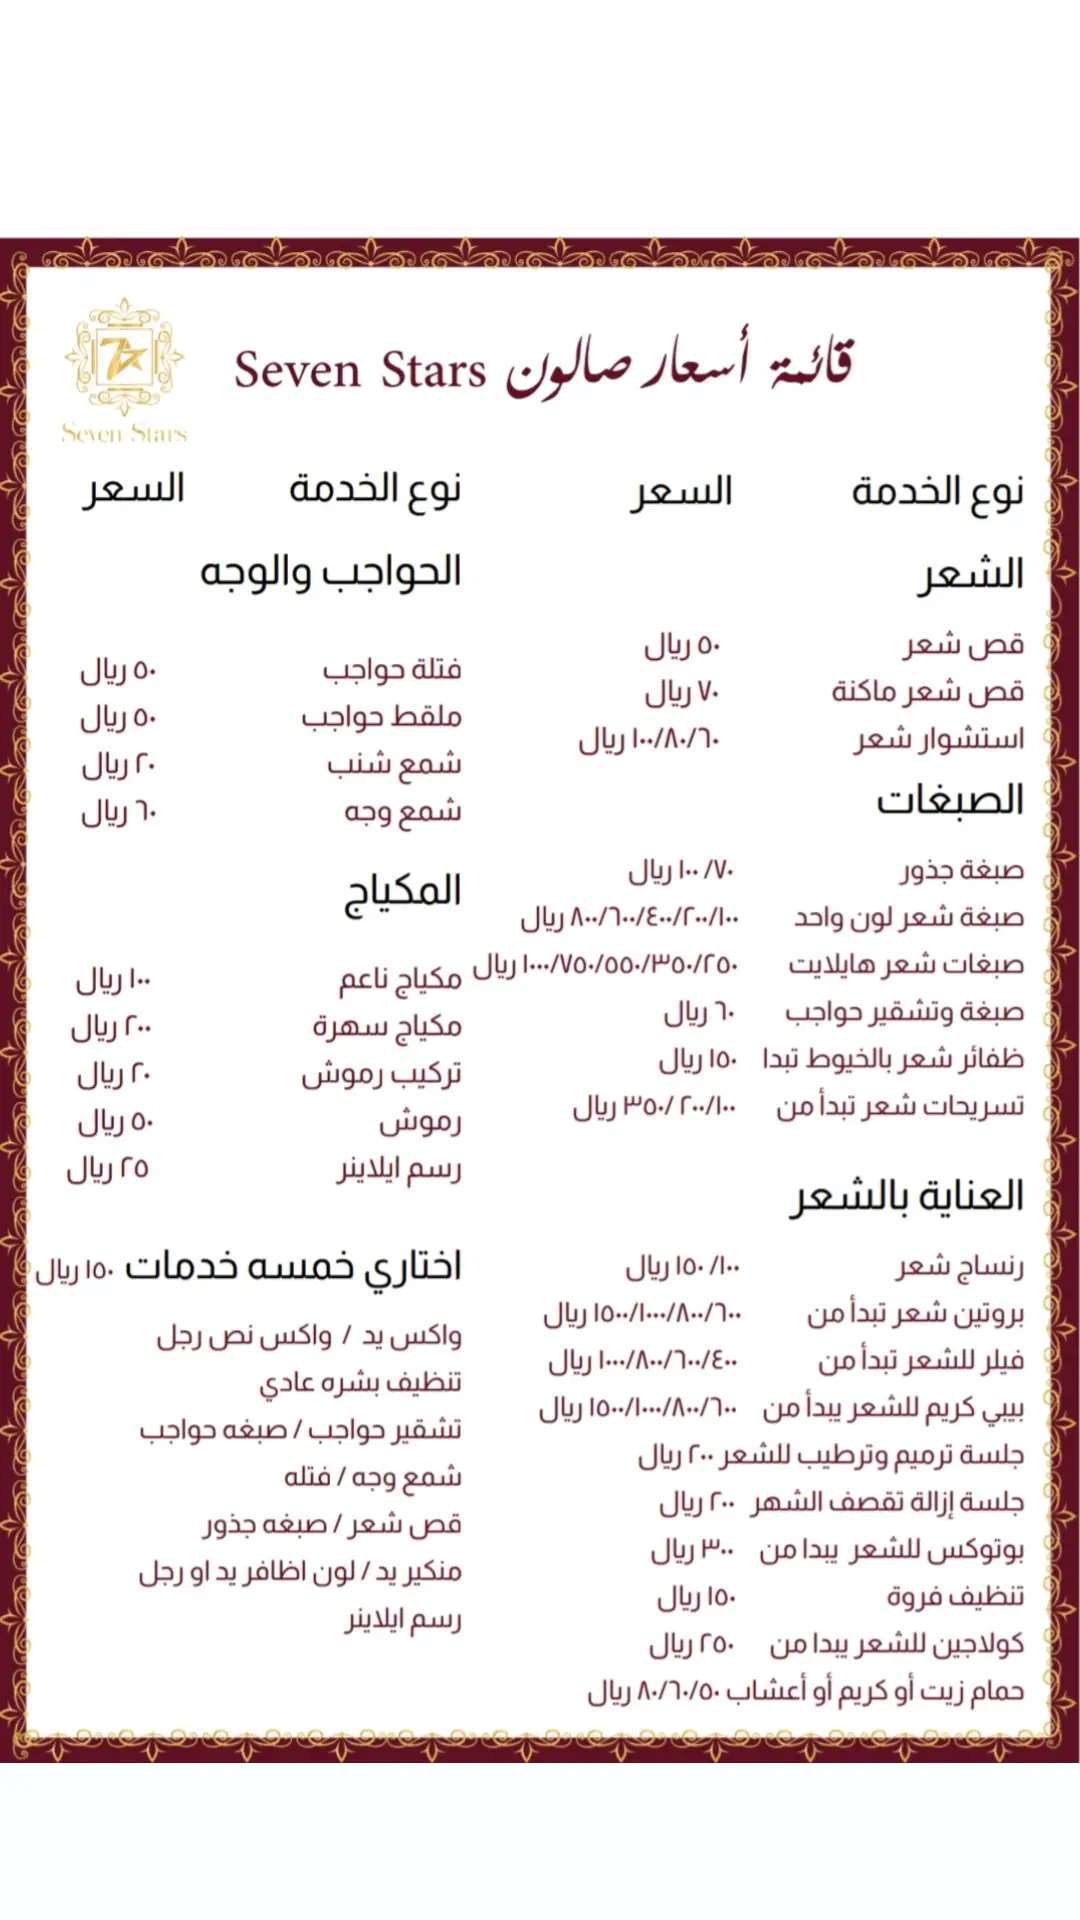 Seven Stars
قائمة أسعار صالون Seven Stars
نوع الخدمة السعر
الشعر
قص شعر ٥٠ ريال
قص شعر ماكنة ٧٠ ريال
استشوار شعر ١٠٠/٨٠/٦٠ ريال
الصبغات
صبغة جذور ١٠٠/٧٠ ريال
صبغة شعر لون واحد ٨٠٠/٦٠٠/٤٠٠/٢٠٠/١٠٠ ريال
صبغات شعر هايلايت ١٠٠٠/٧٥٠/٥٥٠/٣٥٠/٢٥٠ ريال
صبغة وتشقير حواجب ٦٠ ريال
ظفائر شعر بالخيوط تبدا ١٥٠ ريال
تسريحات شعر تبدأ من ٣٥٠/٢٠٠/١٠٠ ريال
العناية بالشعر
رنساج شعر ١٥٠/١٠٠ ريال
بروتين شعر تبدأ من ١٥٠٠/١٠٠٠/٨٠٠/٦٠٠ ريال
فيلر للشعر تبدأ من ١٠٠٠/٨٠٠/٦٠٠/٤٠٠ ريال
بيبي كريم للشعر يبدأ من ١٥٠٠/١٠٠٠/٨٠٠/٦٠٠ ريال
جلسة ترميم وترطيب للشعر ٢٠٠ ريال
جلسة إزالة تقصف الشهر ٢٠٠ ريال
بوتوكس للشعر يبدا من ٣٠٠ ريال
تنظيف فروة ١٥٠ ريال
كولاجين للشعر يبدا من ٢٥٠ ريال
حمام زيت أو كريم أو أعشاب ٨٠/٦٠/٥٠ ريال
نوع الخدمة السعر
الحواجب والوجه
فتلة حواجب ٥٠ ريال
ملقط حواجب ٥٠ ريال
شمع شنب ٢٠ ريال
شمع وجه ٦٠ ريال
المكياج
مكياج ناعم ١٠٠ ريال
مكياج سهرة ٢٠٠ ريال
تركيب رموش ٢٠ ريال
رموش ٥٠ ريال
رسم ايلاينر ٢٥ ريال
اختاري خمسه خدمات ١٥٠ ريال
واكس يد / واكس نص رجل
تنظيف بشره عادي
تشقير حواجب / صبغه حواجب
شمع وجه / فتله
قص شعر / صبغه جذور
منكير يد / لون اظافر يد او رجل
رسم ايلاينر